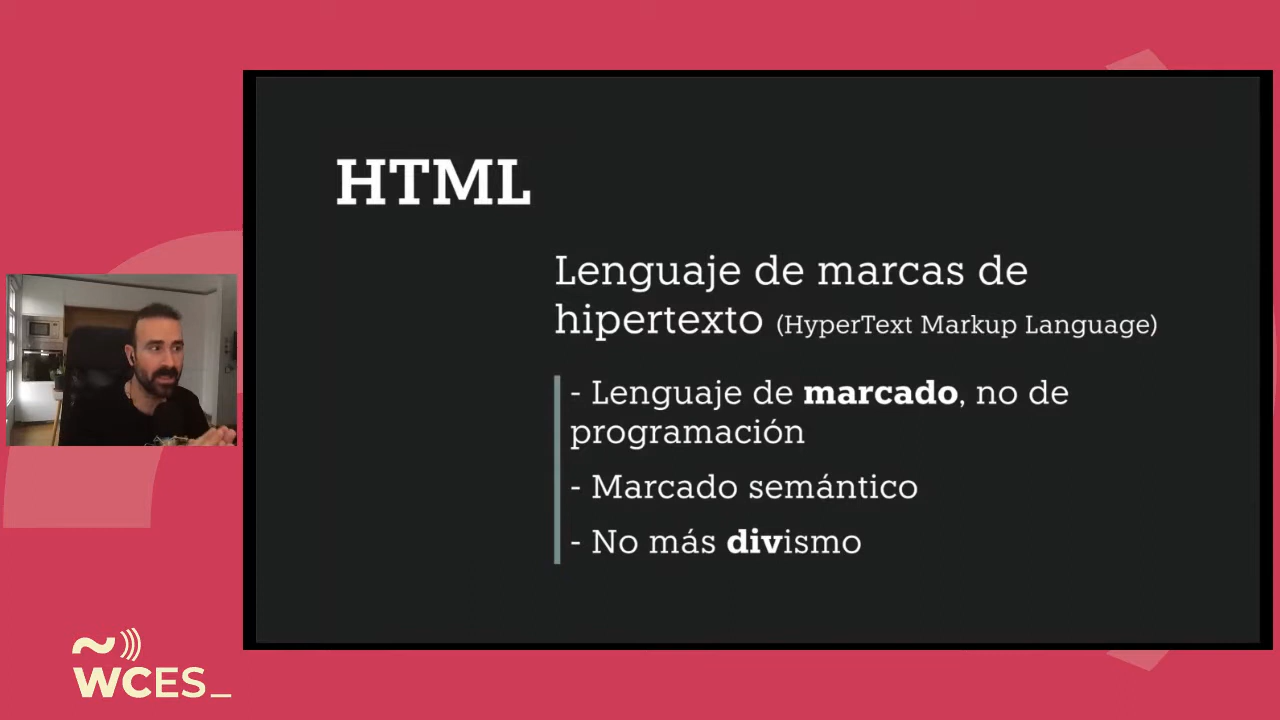 HTML
Lenguaje de marcas de
hipertexto (HyperText Markup Language)
- Lenguaje de marcado, no de
programación
- Marcado semántico
- No más divismo
WCES_